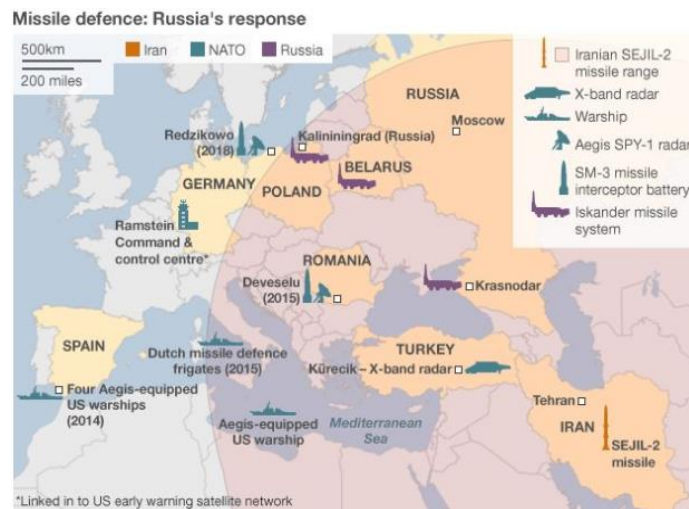 Missile defence: Russia's response
500km
200 miles
Iran
NATO
Russia
Iranian SEJIL-2
missile range
X-band radar
Warship
Aegis SPY-1 radar
SM-3 missile
interceptor battery
Iskander missile
system
RUSSIA
Moscow
Redzikowo
(2018)
Kalininingrad (Russia)
BELARUS
GERMANY
POLAND
Ramstein
Command &
control centre*
ROMANIA
Deveselu
(2015)
Krasnodar
SPAIN
Dutch missile defence
frigates (2015)
TURKEY
Kürecik – X-band radar
Four Aegis-equipped
US warships
(2014)
Aegis-equipped
US warship
Mediterranean
Sea
Tehran
IRAN
SEJIL-2
missile
*Linked in to US early warning satellite network